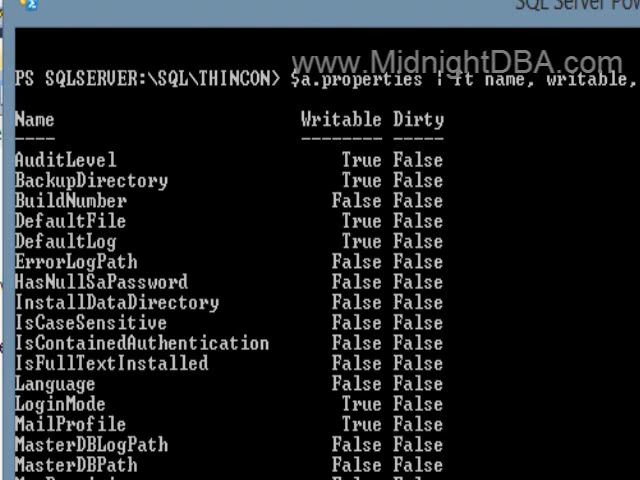 SQL Server Pow
www.MidnightDBA.com
PS SQLSERVER:\SQL\THINCON> $a.properties | ft name, writable,
Name Writable Dirty
---- -------- -----
AuditLevel True False
BackupDirectory True False
BuildNumber False False
DefaultFile True False
DefaultLog True False
ErrorLogPath False False
HasNullSaPassword False False
InstallDataDirectory False False
IsCaseSensitive False False
IsContainedAuthentication False False
IsFullTextInstalled False False
Language False False
LoginMode True False
MailProfile True False
MasterDBLogPath False False
MasterDBPath False False